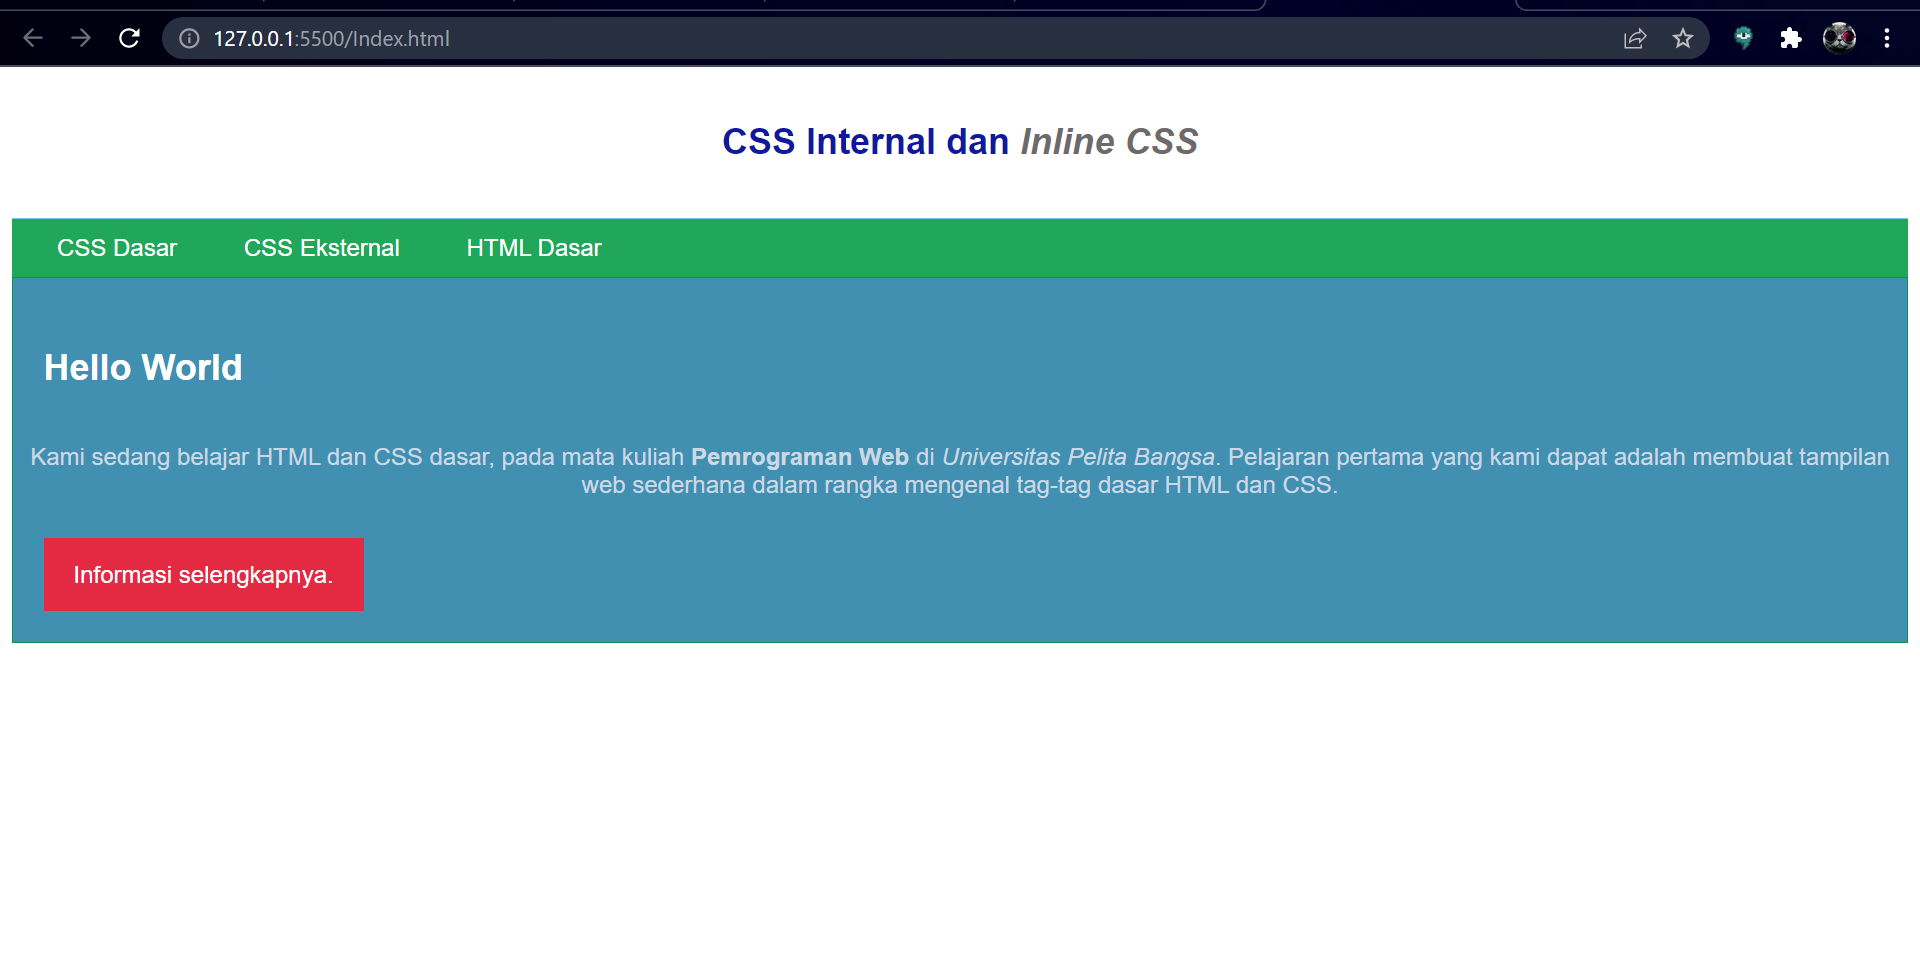 127.0.0.1:5500/Index.html
CSS Internal dan Inline CSS
CSS Dasar CSS Eksternal HTML Dasar
Hello World
Kami sedang belajar HTML dan CSS dasar, pada mata kuliah Pemrograman Web di Universitas Pelita Bangsa. Pelajaran pertama yang kami dapat adalah membuat tampilan
web sederhana dalam rangka mengenal tag-tag dasar HTML dan CSS.
Informasi selengkapnya.